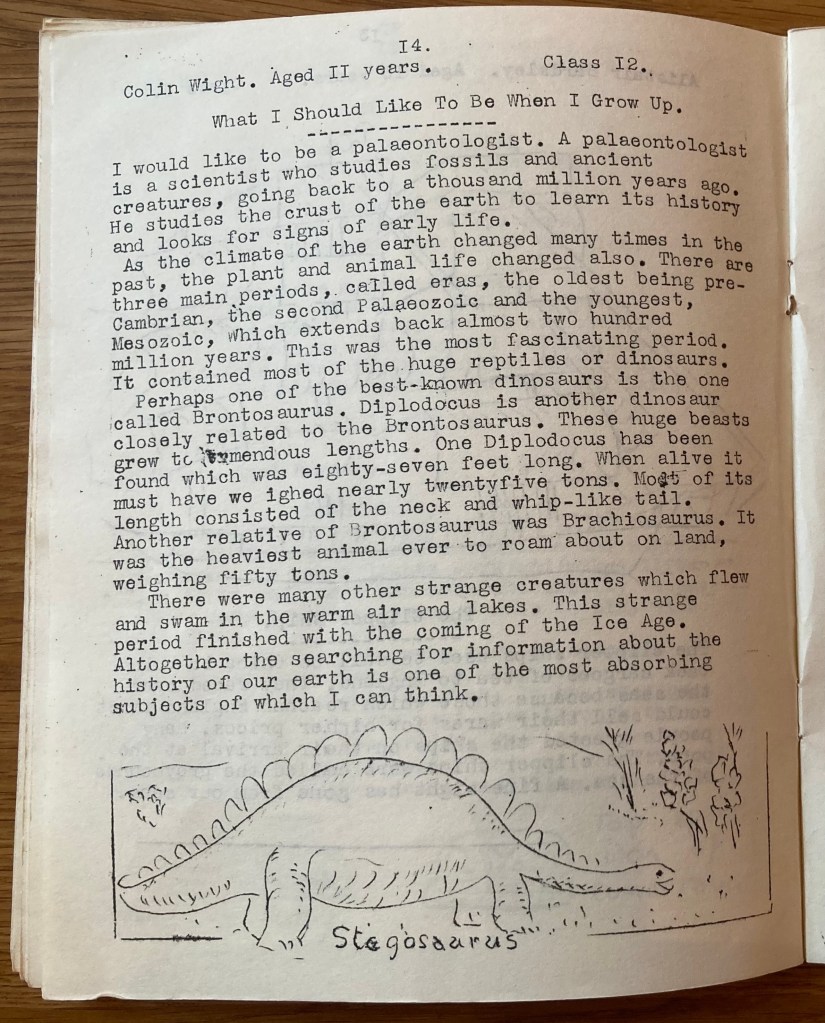 I4.
Colin Wight. Aged II years. Class I2..
What I Should Like To Be When I Grow Up.
---------------
I would like to be a palaeontologist. A palaeontologist
is a scientist who studies fossils and ancient
creatures, going back to a thousand million years ago.
He studies the crust of the earth to learn its history
and looks for signs of early life.
As the climate of the earth changed many times in the
past, the plant and animal life changed also. There are
three main periods, called eras, the oldest being pre-
Cambrian, the second Palaeozoic and the youngest,
Mesozoic, which extends back almost two hundred
million years. This was the most fascinating period.
It contained most of the huge reptiles or dinosaurs.
Perhaps one of the best-known dinosaurs is the one
called Brontosaurus. Diplodocus is another dinosaur
closely related to the Brontosaurus. These huge beasts
grew to tremendous lengths. One Diplodocus has been
found which was eighty-seven feet long. When alive it
must have we ighed nearly twentyfive tons. Most of its
length consisted of the neck and whip-like tail.
Another relative of Brontosaurus was Brachiosaurus. It
was the heaviest animal ever to roam about on land,
weighing fifty tons.
There were many other strange creatures which flew
and swam in the warm air and lakes. This strange
period finished with the coming of the Ice Age.
Altogether the searching for information about the
history of our earth is one of the most absorbing
subjects of which I can think.
Stegosaurus